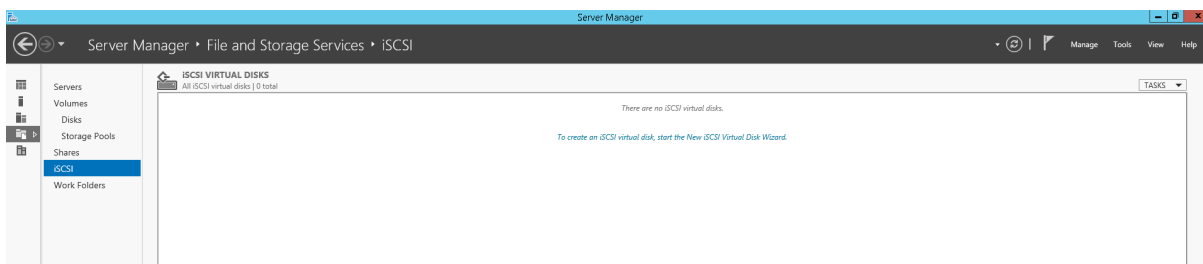 Server Manager
Server Manager ‣ File and Storage Services ‣ iSCSI
Manage Tools View Help
Servers
Volumes
Disks
Storage Pools
Shares
iSCSI
Work Folders
iSCSI VIRTUAL DISKS
All iSCSI virtual disks | 0 total
TASKS
There are no iSCSI virtual disks.
To create an iSCSI virtual disk, start the New iSCSI Virtual Disk Wizard.